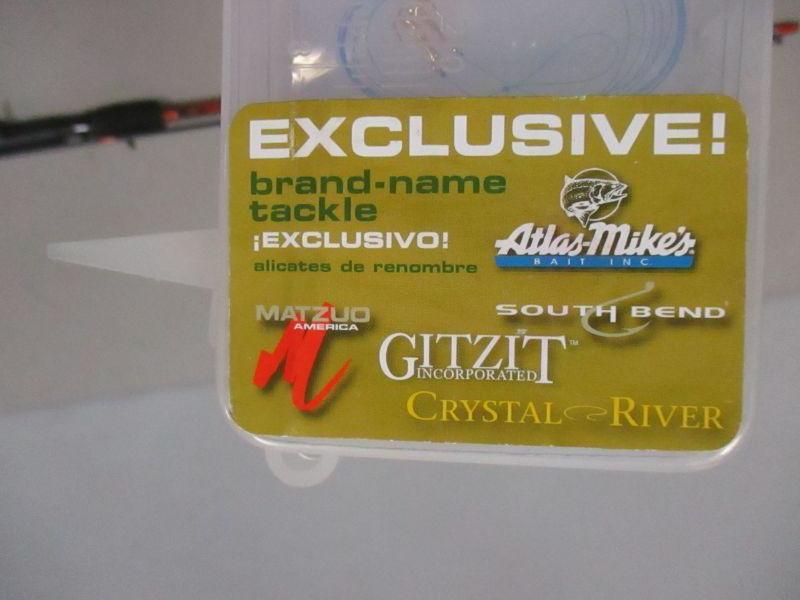 EXCLUSIVE!
brand-name
tackle
¡EXCLUSIVO!
alicates de renombre
Atlas-Mike's
BAIT INC
MATZUO
AMERICA
SOUTH BEND®
GITZIT™
INCORPORATED
CRYSTAL RIVER